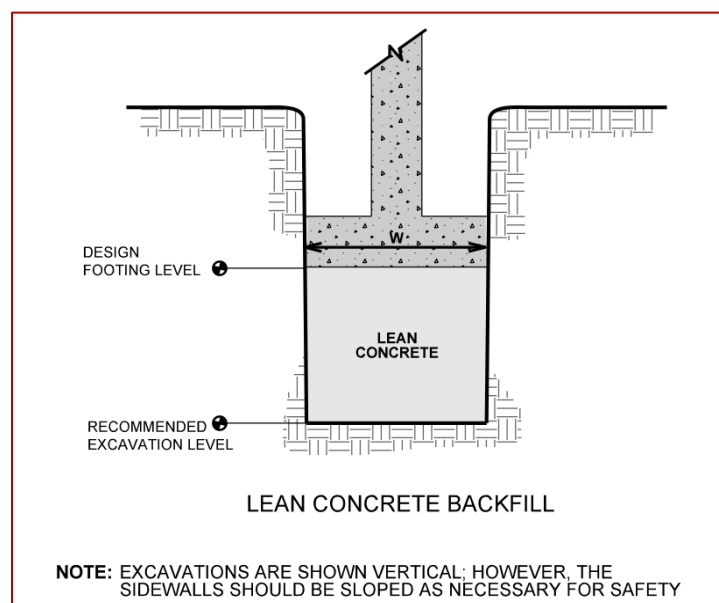 W
DESIGN
FOOTING LEVEL
LEAN
CONCRETE
RECOMMENDED
EXCAVATION LEVEL
LEAN CONCRETE BACKFILL
NOTE: EXCAVATIONS ARE SHOWN VERTICAL; HOWEVER, THE
SIDEWALLS SHOULD BE SLOPED AS NECESSARY FOR SAFETY